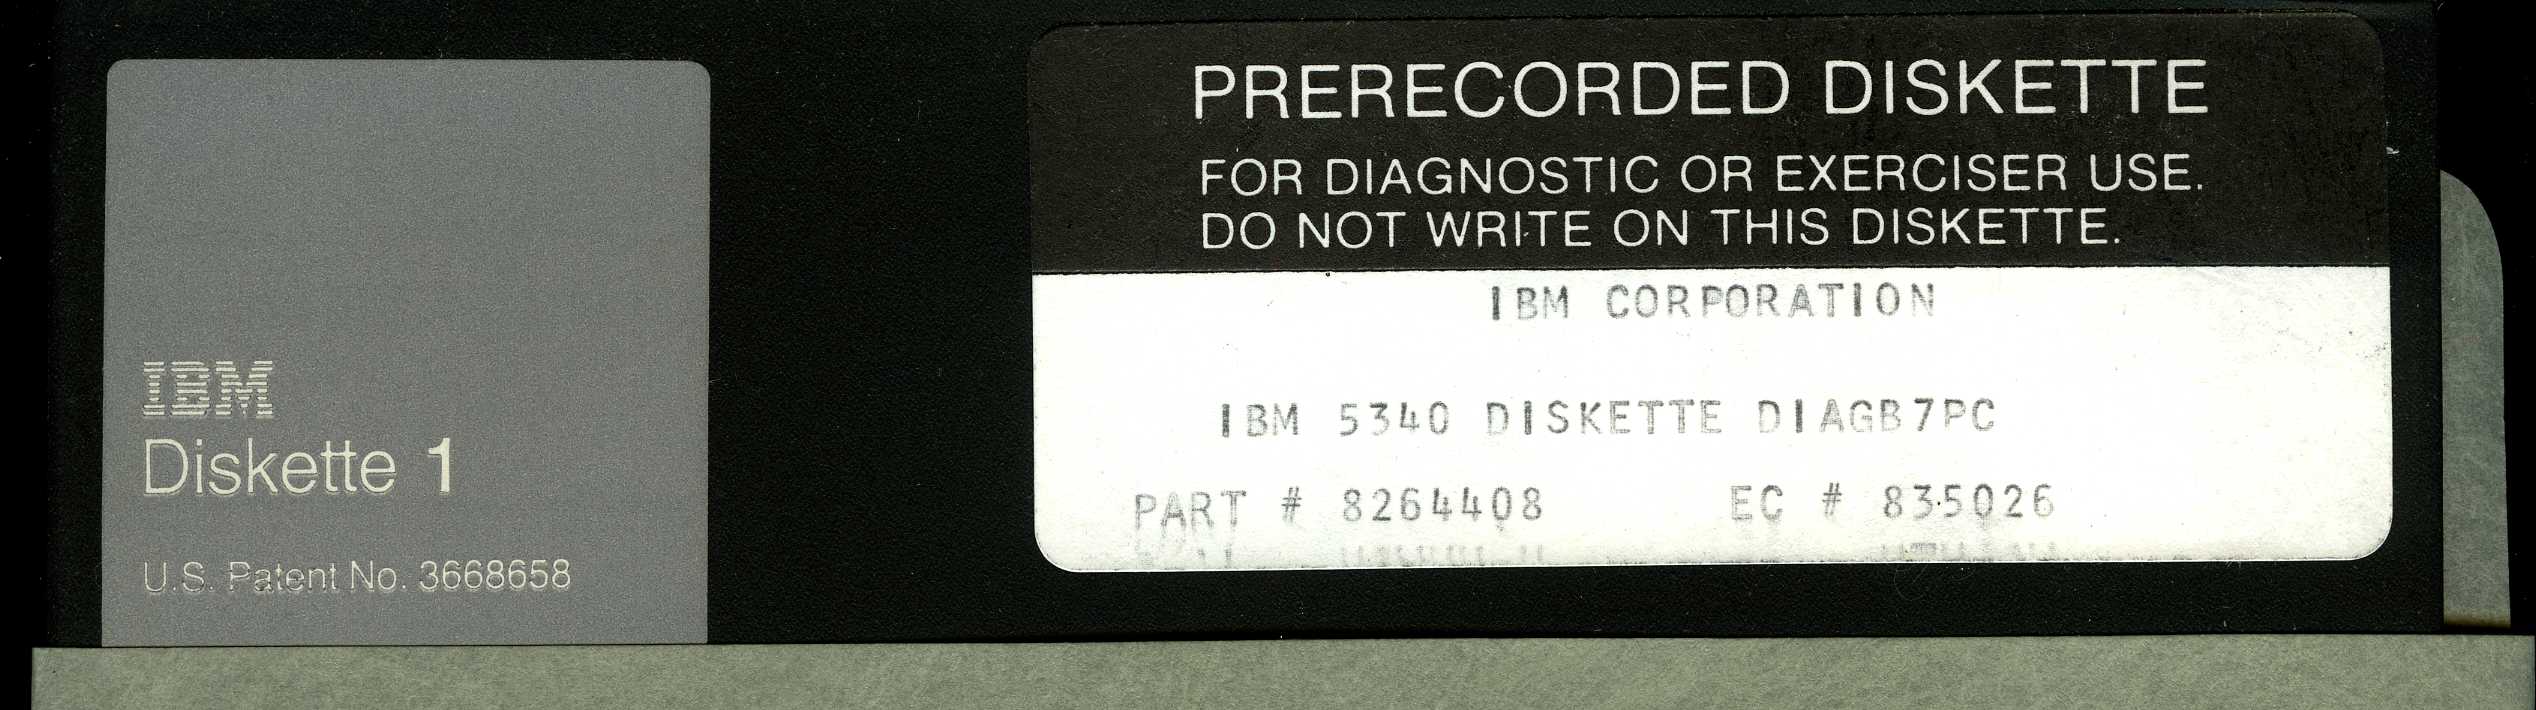 IBM
Diskette 1
U.S. Patent No. 3668658
PRERECORDED DISKETTE
FOR DIAGNOSTIC OR EXERCISER USE.
DO NOT WRITE ON THIS DISKETTE.
IBM CORPORATION
IBM 5340 DISKETTE DIAGB7PC
PART # 8264408 EC # 835026